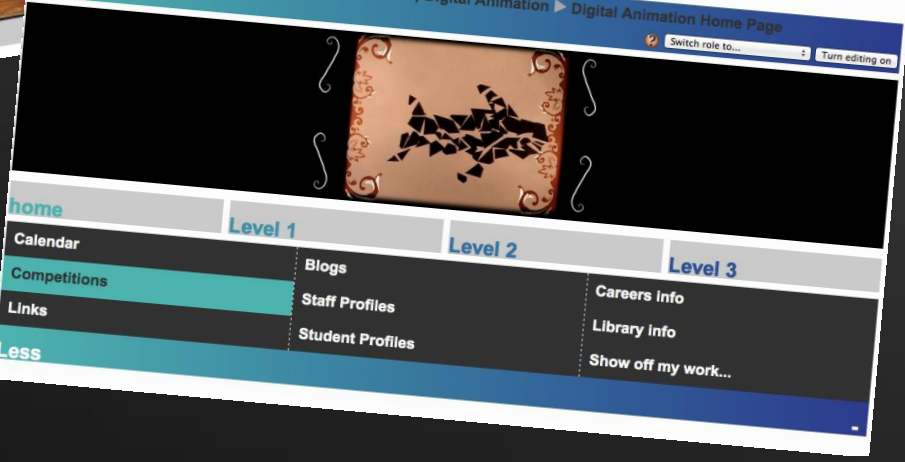 Digital Animation ▶ Digital Animation Home Page
Switch role to... Turn editing on
home Level 1 Level 2 Level 3
Calendar Blogs Careers info
Competitions Staff Profiles Library info
Links Student Profiles Show off my work...
Less -